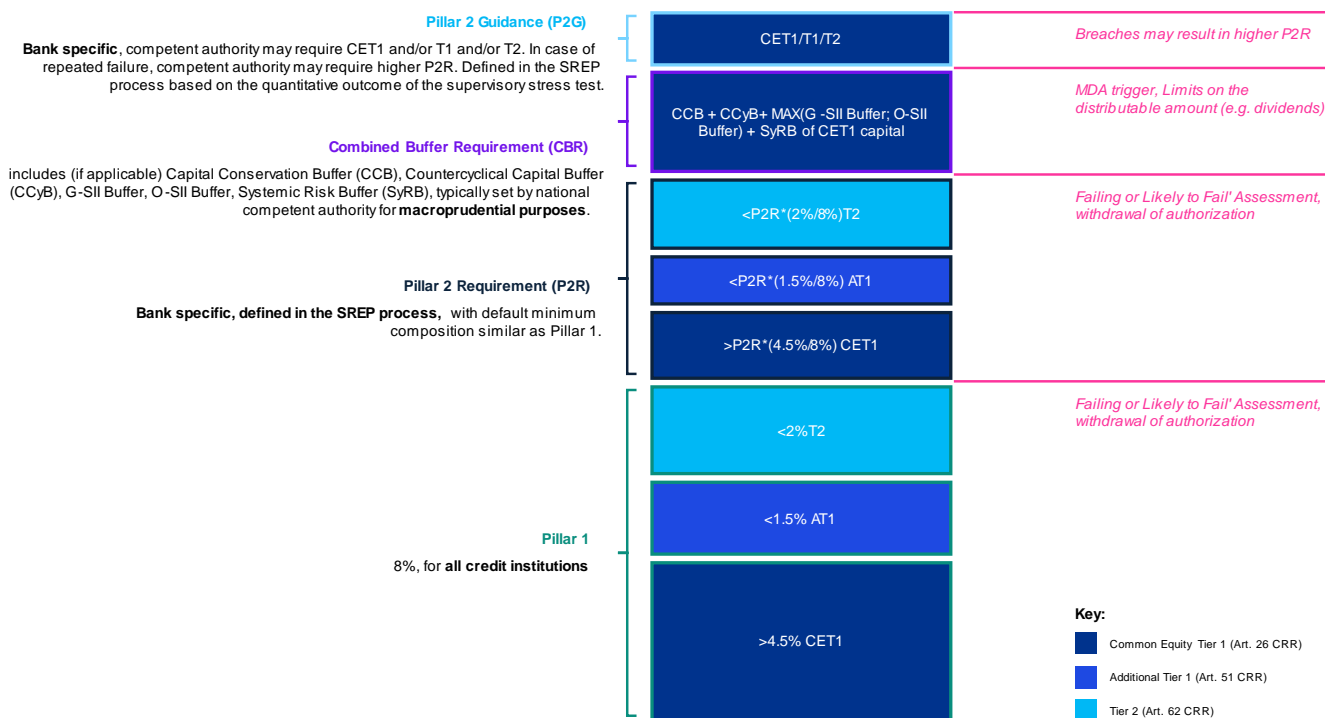 Pillar 2 Guidance (P2G)
Bank specific, competent authority may require CET1 and/or T1 and/or T2. In case of
repeated failure, competent authority may require higher P2R. Defined in the SREP
process based on the quantitative outcome of the supervisory stress test.
CET1/T1/T2
Breaches may result in higher P2R
Combined Buffer Requirement (CBR)
includes (if applicable) Capital Conservation Buffer (CCB), Countercyclical Capital Buffer
(CCyB), G-SII Buffer, O-SII Buffer, Systemic Risk Buffer (SyRB), typically set by national
competent authority for macroprudential purposes.
CCB + CCyB+ MAX(G -SII Buffer; O-SII
Buffer) + SyRB of CET1 capital
MDA trigger, Limits on the
distributable amount (e.g. dividends)
Pillar 2 Requirement (P2R)
Bank specific, defined in the SREP process, with default minimum
composition similar as Pillar 1.
<P2R*(2%/8%)T2
<P2R*(1.5%/8%) AT1
>P2R*(4.5%/8%) CET1
Failing or Likely to Fail' Assessment,
withdrawal of authorization
Pillar 1
8%, for all credit institutions
<2%T2
<1.5% AT1
>4.5% CET1
Failing or Likely to Fail' Assessment,
withdrawal of authorization
Key:
Common Equity Tier 1 (Art. 26 CRR)
Additional Tier 1 (Art. 51 CRR)
Tier 2 (Art. 62 CRR)